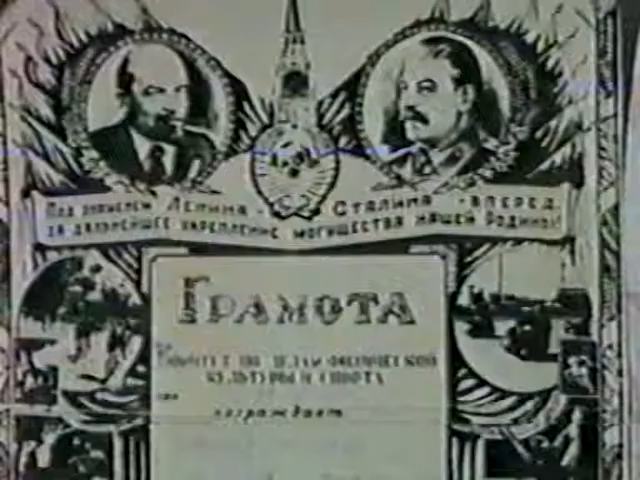 Под знаменем Ленина - Сталина - вперед,
за дальнейшее укрепление могущества нашей Родины!
Грамота
Комитет по делам физической
культуры и спорта
награждает